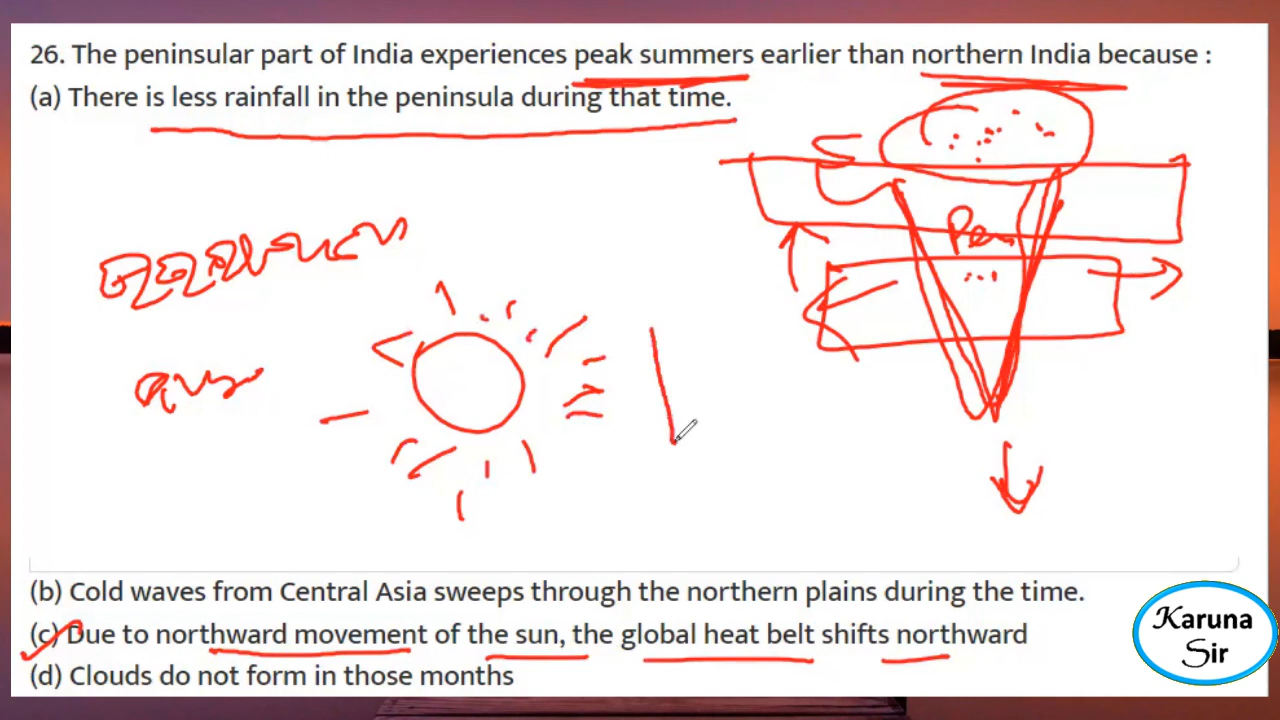 26. The peninsular part of India experiences peak summers earlier than northern India because :
(a) There is less rainfall in the peninsula during that time.
Pen
(b) Cold waves from Central Asia sweeps through the northern plains during the time.
(c) Due to northward movement of the sun, the global heat belt shifts northward
(d) Clouds do not form in those months
Karuna
Sir